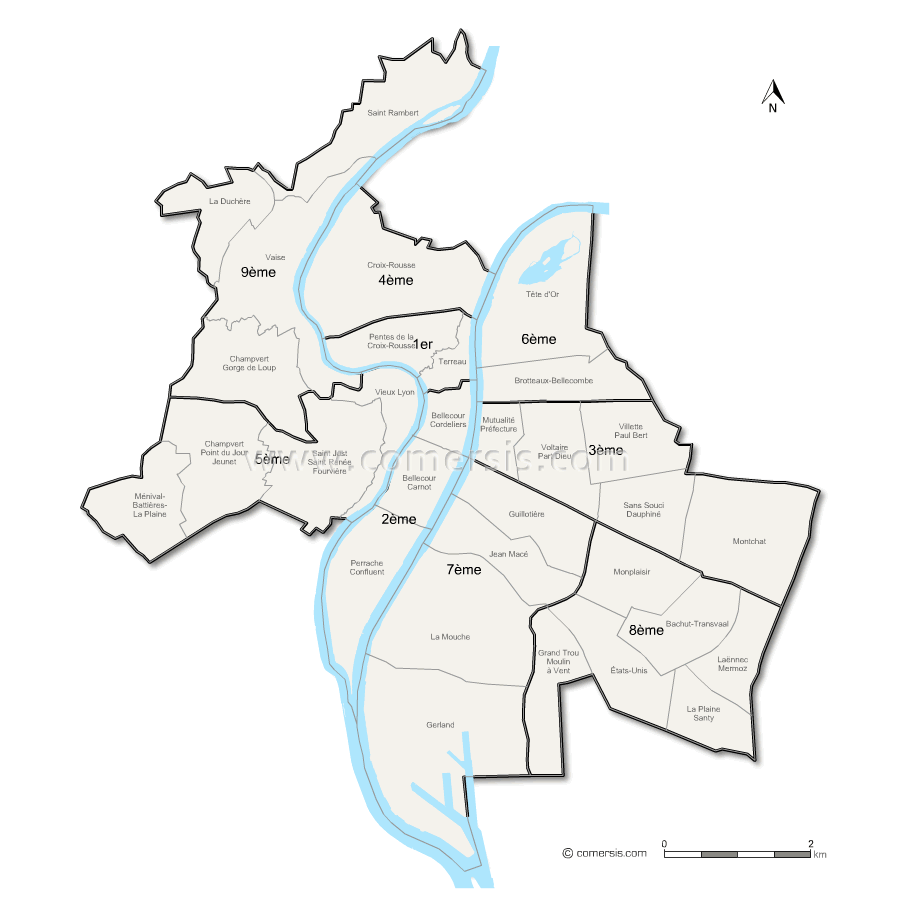 Saint Rambert
N
La Duchère
Vaise
9ème
Croix-Rousse
4ème
Tête d'Or
6ème
Pentes de la
Croix-Rousse
1er
Terreau
Champvert
Gorge de Loup
Brotteaux-Bellecombe
Vieux Lyon
Bellecour
Cordeliers
Mutualité
Préfecture
Villette
Paul Bert
Voltaire
Part Dieu
3ème
Champvert
Point du Jour
Jeunet
5ème
Saint Just
Saint Irénée
Fourvière
www.comersis.com
Bellecour
Carnot
Ménival-
Battières-
La Plaine
2ème
Guillotière
Sans Souci
Dauphiné
Montchat
Jean Macé
7ème
Perrache
Confluent
Monplaisir
8ème
Bachut-Transvaal
La Mouche
Grand Trou
Moulin
à Vent
États-Unis
Laënnec
Mermoz
La Plaine
Santy
Gerland
© comersis.com
0
2
km